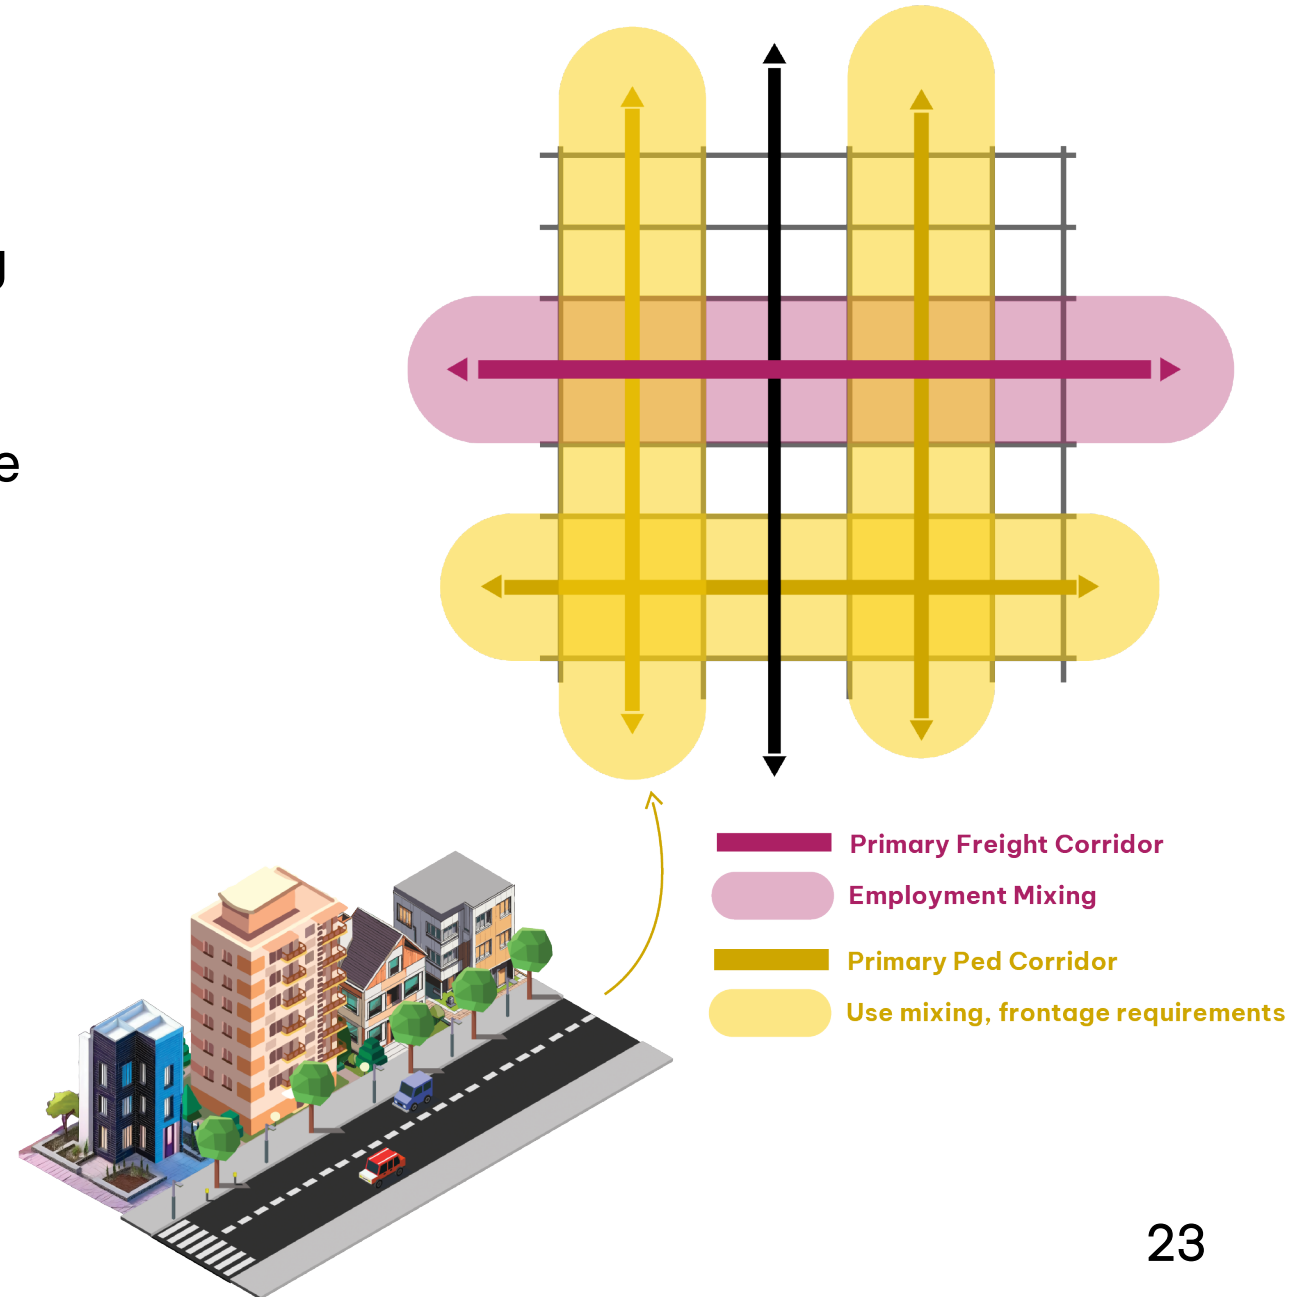 Primary Freight Corridor
Employment Mixing
Primary Ped Corridor
Use mixing, frontage requirements
23